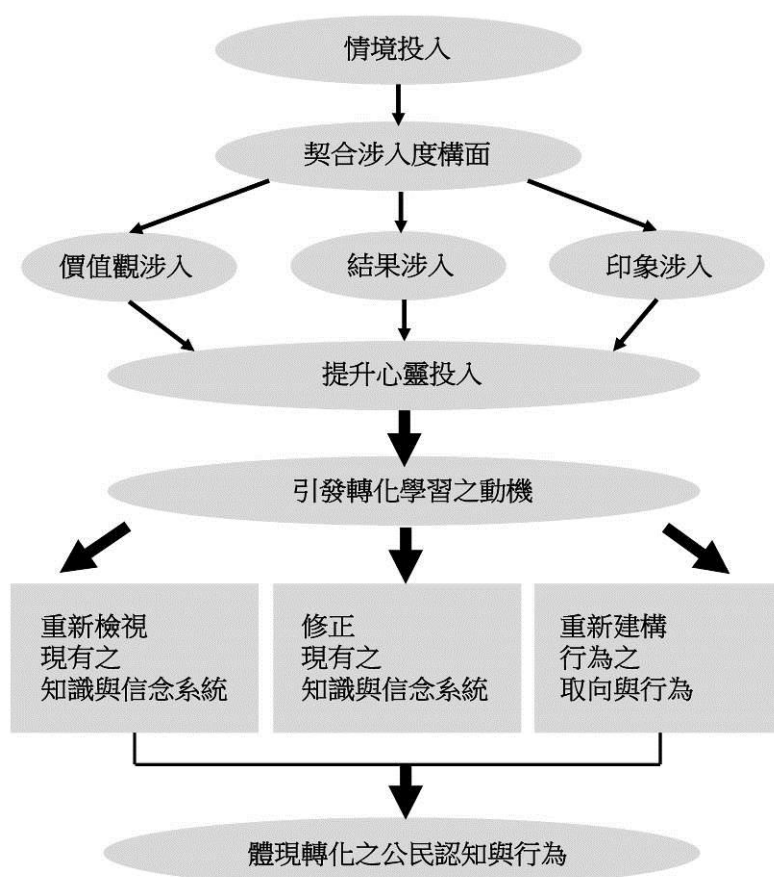 情境投入
契合涉入度構面
價值觀涉入
結果涉入
印象涉入
提升心靈投入
引發轉化學習之動機
重新檢視
現有之
知識與信念系統
修正
現有之
知識與信念系統
重新建構
行為之
取向與行為
體現轉化之公民認知與行為